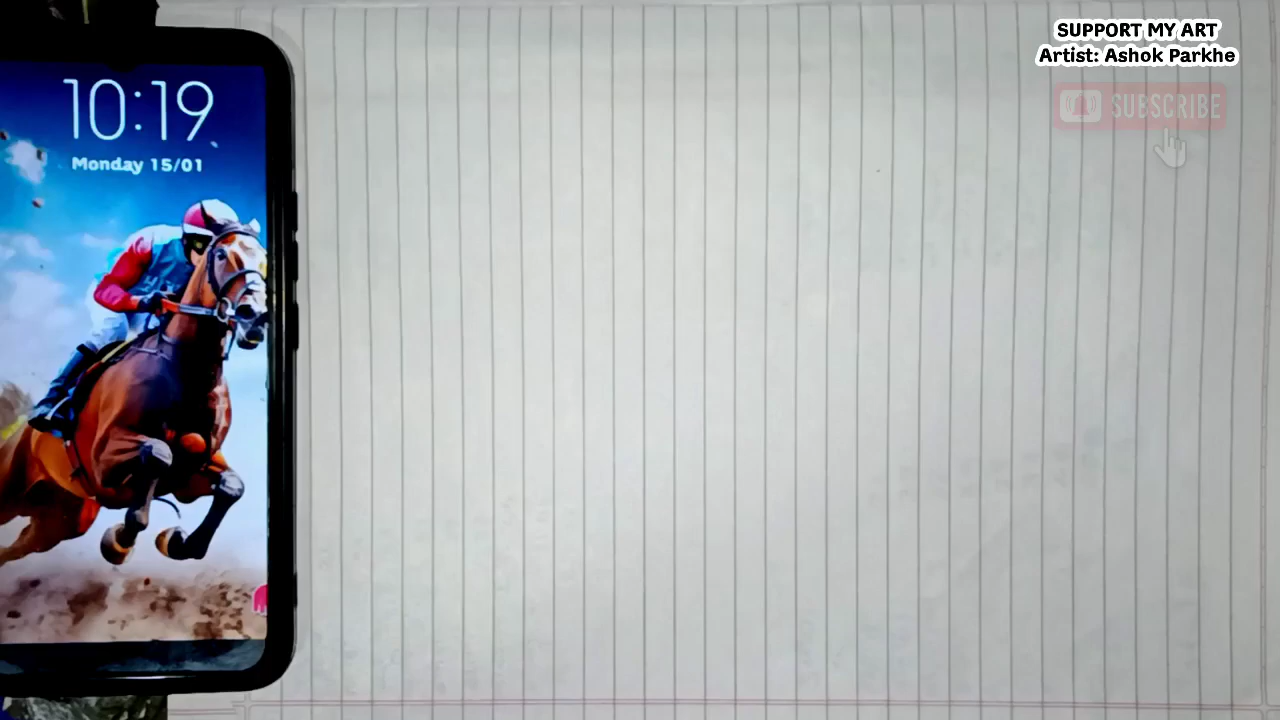 10:19
Monday 15/01
SUPPORT MY ART
Artist: Ashok Parkhe
SUBSCRIBE